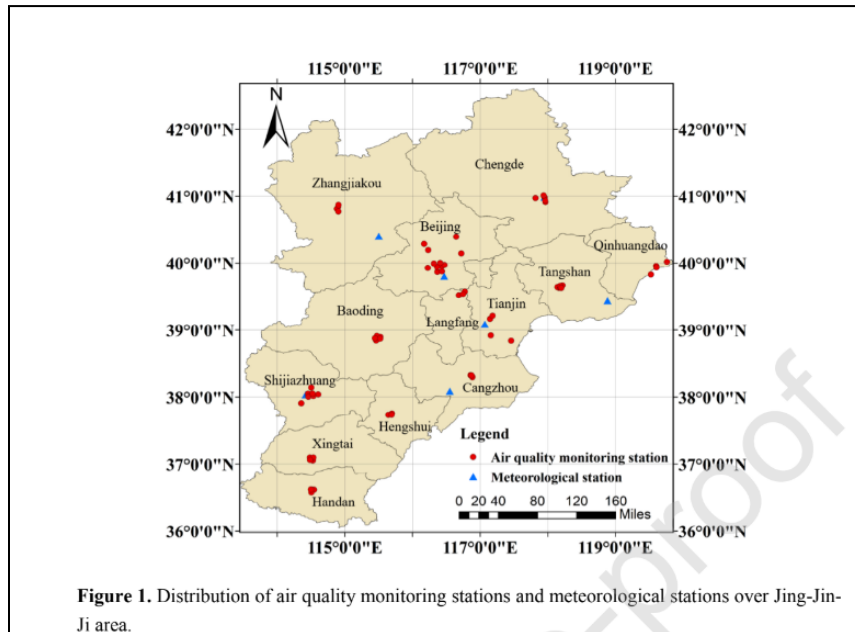 115°0'0"E 117°0'0"E 119°0'0"E
N
42°0'0"N 42°0'0"N
Chengde
Zhangjiakou
41°0'0"N 41°0'0"N
Beijing
Qinhuangdao
40°0'0"N 40°0'0"N
Tangshan
Baoding Tianjin
Langfang
39°0'0"N 39°0'0"N
Shijiazhuang
Cangzhou
38°0'0"N 38°0'0"N
Hengshui
Legend
Xingtai
Air quality monitoring station
37°0'0"N 37°0'0"N
Meteorological station
Handan
0 20 40 80 120 160
Miles
36°0'0"N 36°0'0"N
115°0'0"E 117°0'0"E 119°0'0"E
-proof
Figure 1. Distribution of air quality monitoring stations and meteorological stations over Jing-Jin-
Ji area.